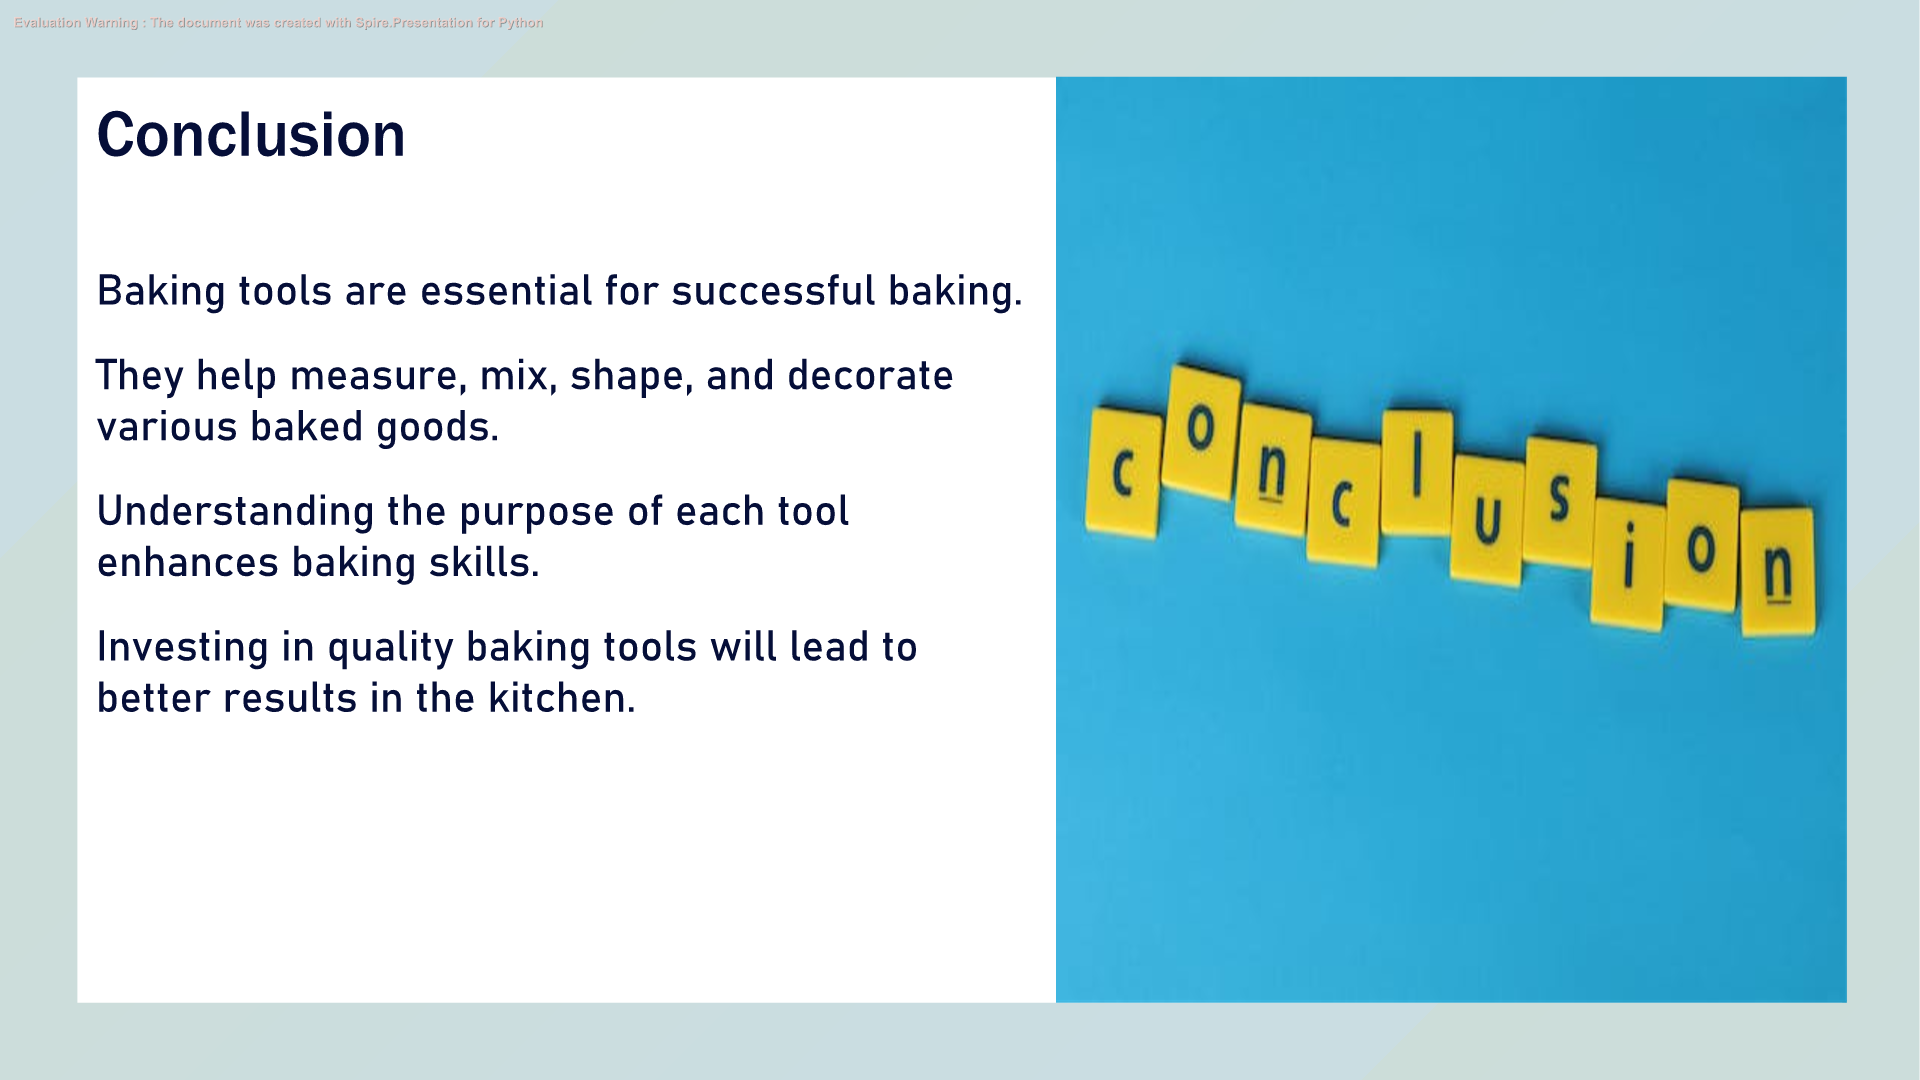 Evaluation Warning : The document was created with Spire.Presentation for Python
Conclusion
Baking tools are essential for successful baking.
They help measure, mix, shape, and decorate
various baked goods.
Understanding the purpose of each tool
enhances baking skills.
Investing in quality baking tools will lead to
better results in the kitchen.
conclusion